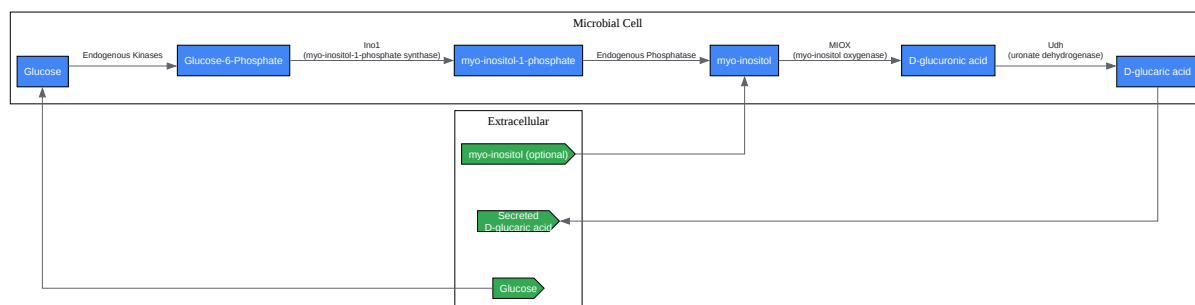 Microbial Cell
Glucose
Endogenous Kinases
Glucose-6-Phosphate
Ino1
(myo-inositol-1-phosphate synthase)
myo-inositol-1-phosphate
Endogenous Phosphatase
myo-inositol
MIOX
(myo-inositol oxygenase)
D-glucuronic acid
Udh
(uronate dehydrogenase)
D-glucaric acid
Extracellular
myo-inositol (optional)
Secreted
D-glucaric acid
Glucose